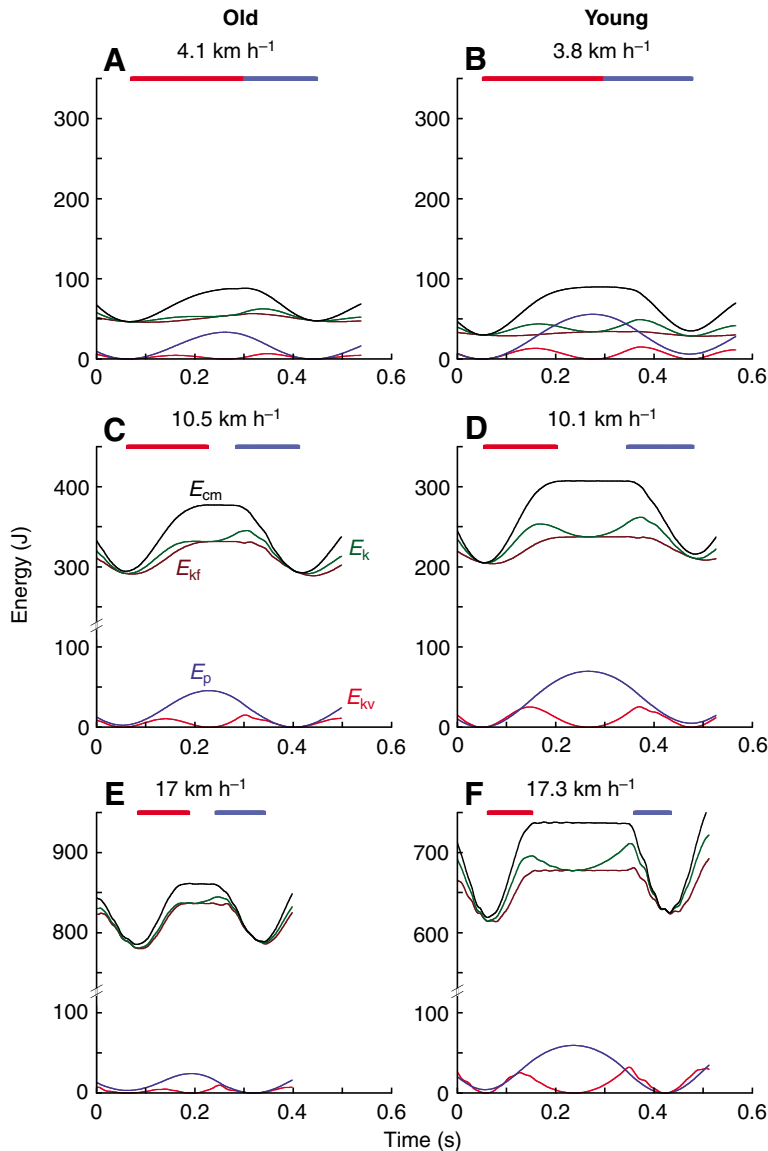 Old
Young
A
4.1 km h⁻¹
B
3.8 km h⁻¹
300
200
100
0
0
0.2
0.4
0.6
300
200
100
0
0
0.2
0.4
0.6
C
10.5 km h⁻¹
D
10.1 km h⁻¹
Energy (J)
400
300
100
0
E_cm
E_k
E_kf
E_p
E_kv
0
0.2
0.4
0.6
300
200
100
0
0
0.2
0.4
0.6
E
17 km h⁻¹
F
17.3 km h⁻¹
900
800
100
0
0
0.2
0.4
0.6
700
600
100
0
0
0.2
0.4
0.6
Time (s)